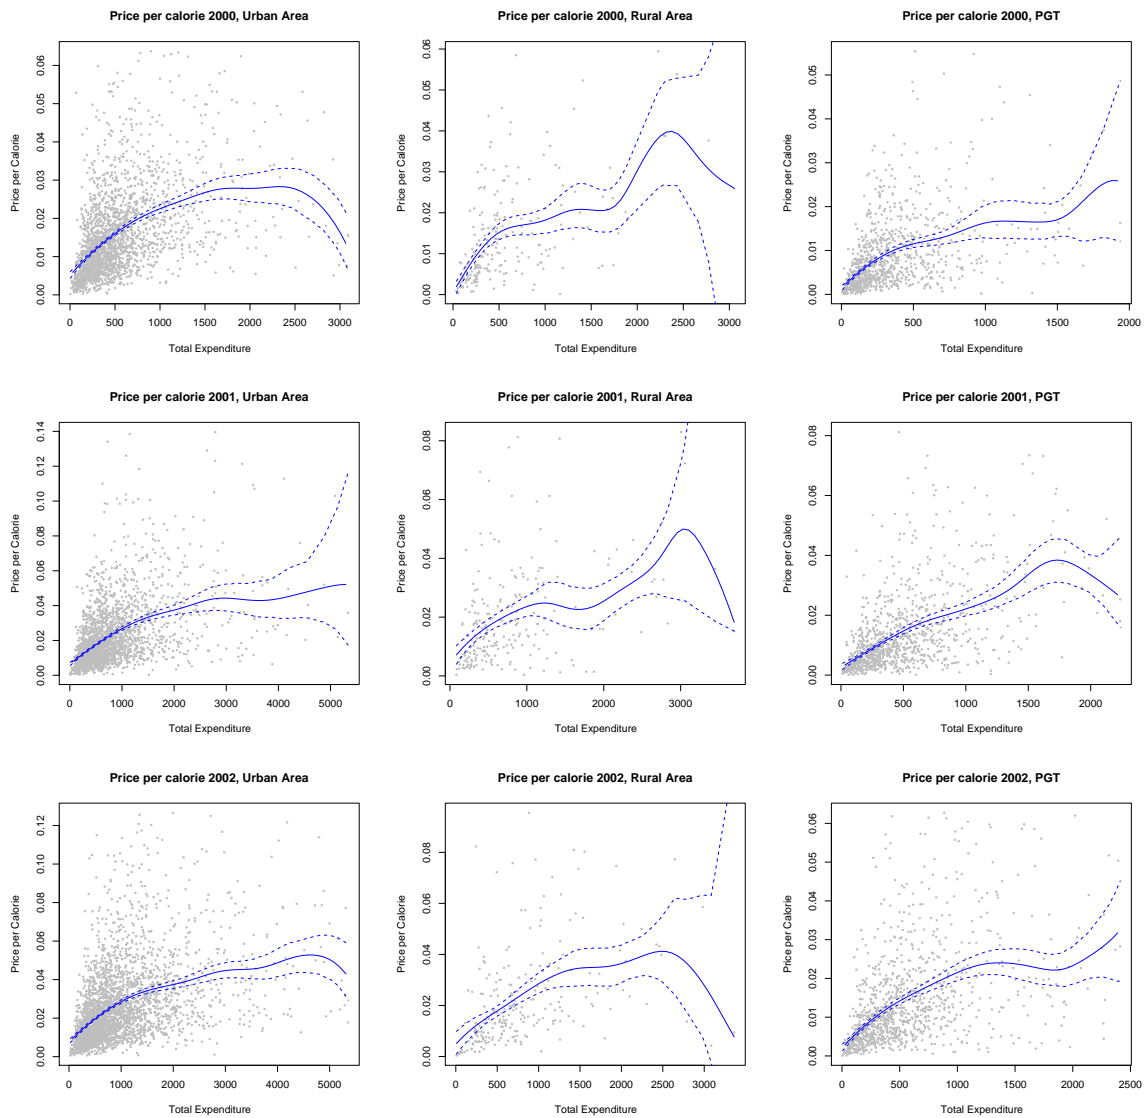 Price per calorie 2000, Urban Area
Price per Calorie
0.00 0.01 0.02 0.03 0.04 0.05 0.06
0 500 1000 1500 2000 2500 3000
Total Expenditure
Price per calorie 2000, Rural Area
Price per Calorie
0.00 0.01 0.02 0.03 0.04 0.05 0.06
0 500 1000 1500 2000 2500 3000
Total Expenditure
Price per calorie 2000, PGT
Price per Calorie
0.00 0.01 0.02 0.03 0.04 0.05
0 500 1000 1500 2000
Total Expenditure
Price per calorie 2001, Urban Area
Price per Calorie
0.00 0.02 0.04 0.06 0.08 0.10 0.12 0.14
0 1000 2000 3000 4000 5000
Total Expenditure
Price per calorie 2001, Rural Area
Price per Calorie
0.00 0.02 0.04 0.06 0.08
0 1000 2000 3000
Total Expenditure
Price per calorie 2001, PGT
Price per Calorie
0.00 0.02 0.04 0.06 0.08
0 500 1000 1500 2000
Total Expenditure
Price per calorie 2002, Urban Area
Price per Calorie
0.00 0.02 0.04 0.06 0.08 0.10 0.12
0 1000 2000 3000 4000 5000
Total Expenditure
Price per calorie 2002, Rural Area
Price per Calorie
0.00 0.02 0.04 0.06 0.08
0 500 1000 1500 2000 2500 3000
Total Expenditure
Price per calorie 2002, PGT
Price per Calorie
0.00 0.01 0.02 0.03 0.04 0.05 0.06
0 500 1000 1500 2000 2500
Total Expenditure